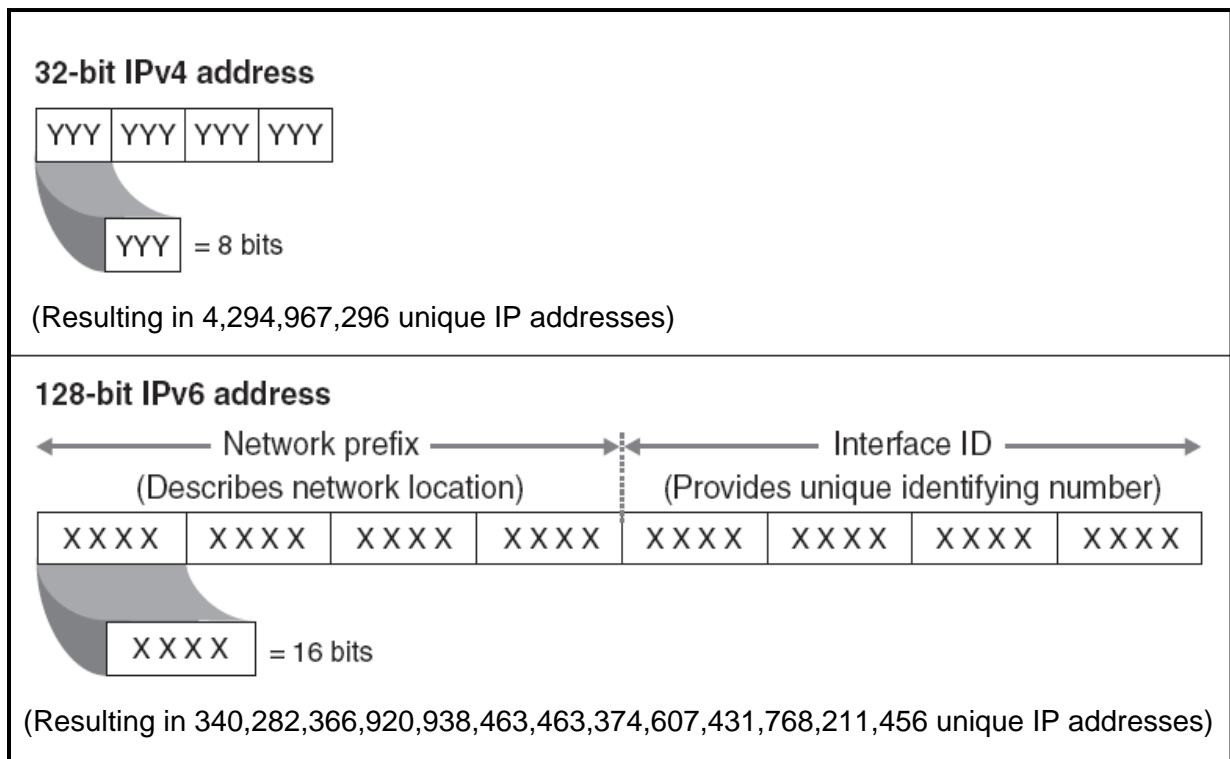 32-bit IPv4 address
YYY YYY YYY YYY
YYY = 8 bits
(Resulting in 4,294,967,296 unique IP addresses)
128-bit IPv6 address
Network prefix Interface ID
(Describes network location) (Provides unique identifying number)
XXXX XXXX XXXX XXXX XXXX XXXX XXXX XXXX
XXXX = 16 bits
(Resulting in 340,282,366,920,938,463,463,374,607,431,768,211,456 unique IP addresses)